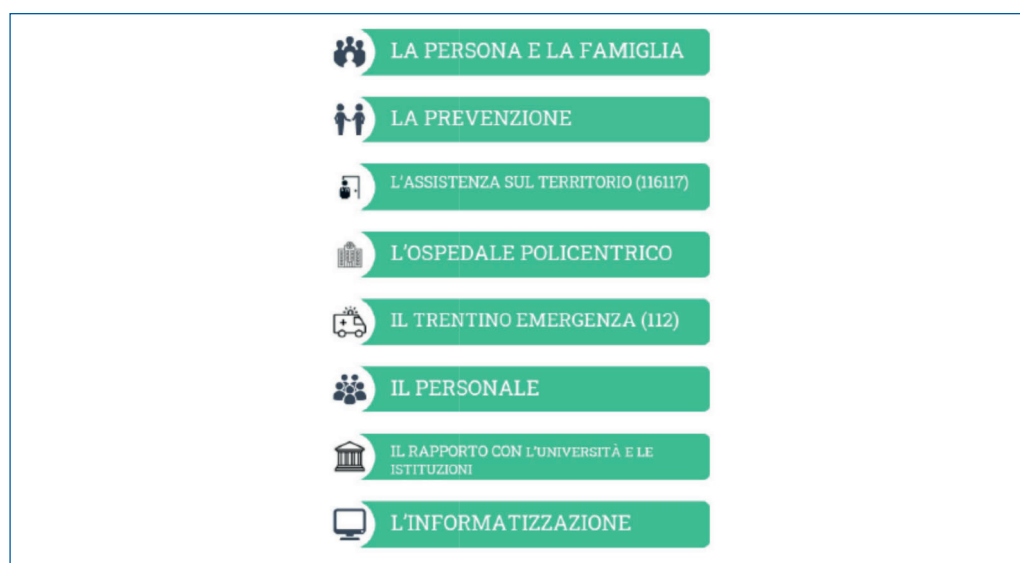 LA PERSONA E LA FAMIGLIA
LA PREVENZIONE
L'ASSISTENZA SUL TERRITORIO (116117)
L'OSPEDALE POLICENTRICO
IL TRENTINO EMERGENZA (112)
IL PERSONALE
IL RAPPORTO CON L'UNIVERSITÀ E LE
ISTITUZIONI
L'INFORMATIZZAZIONE